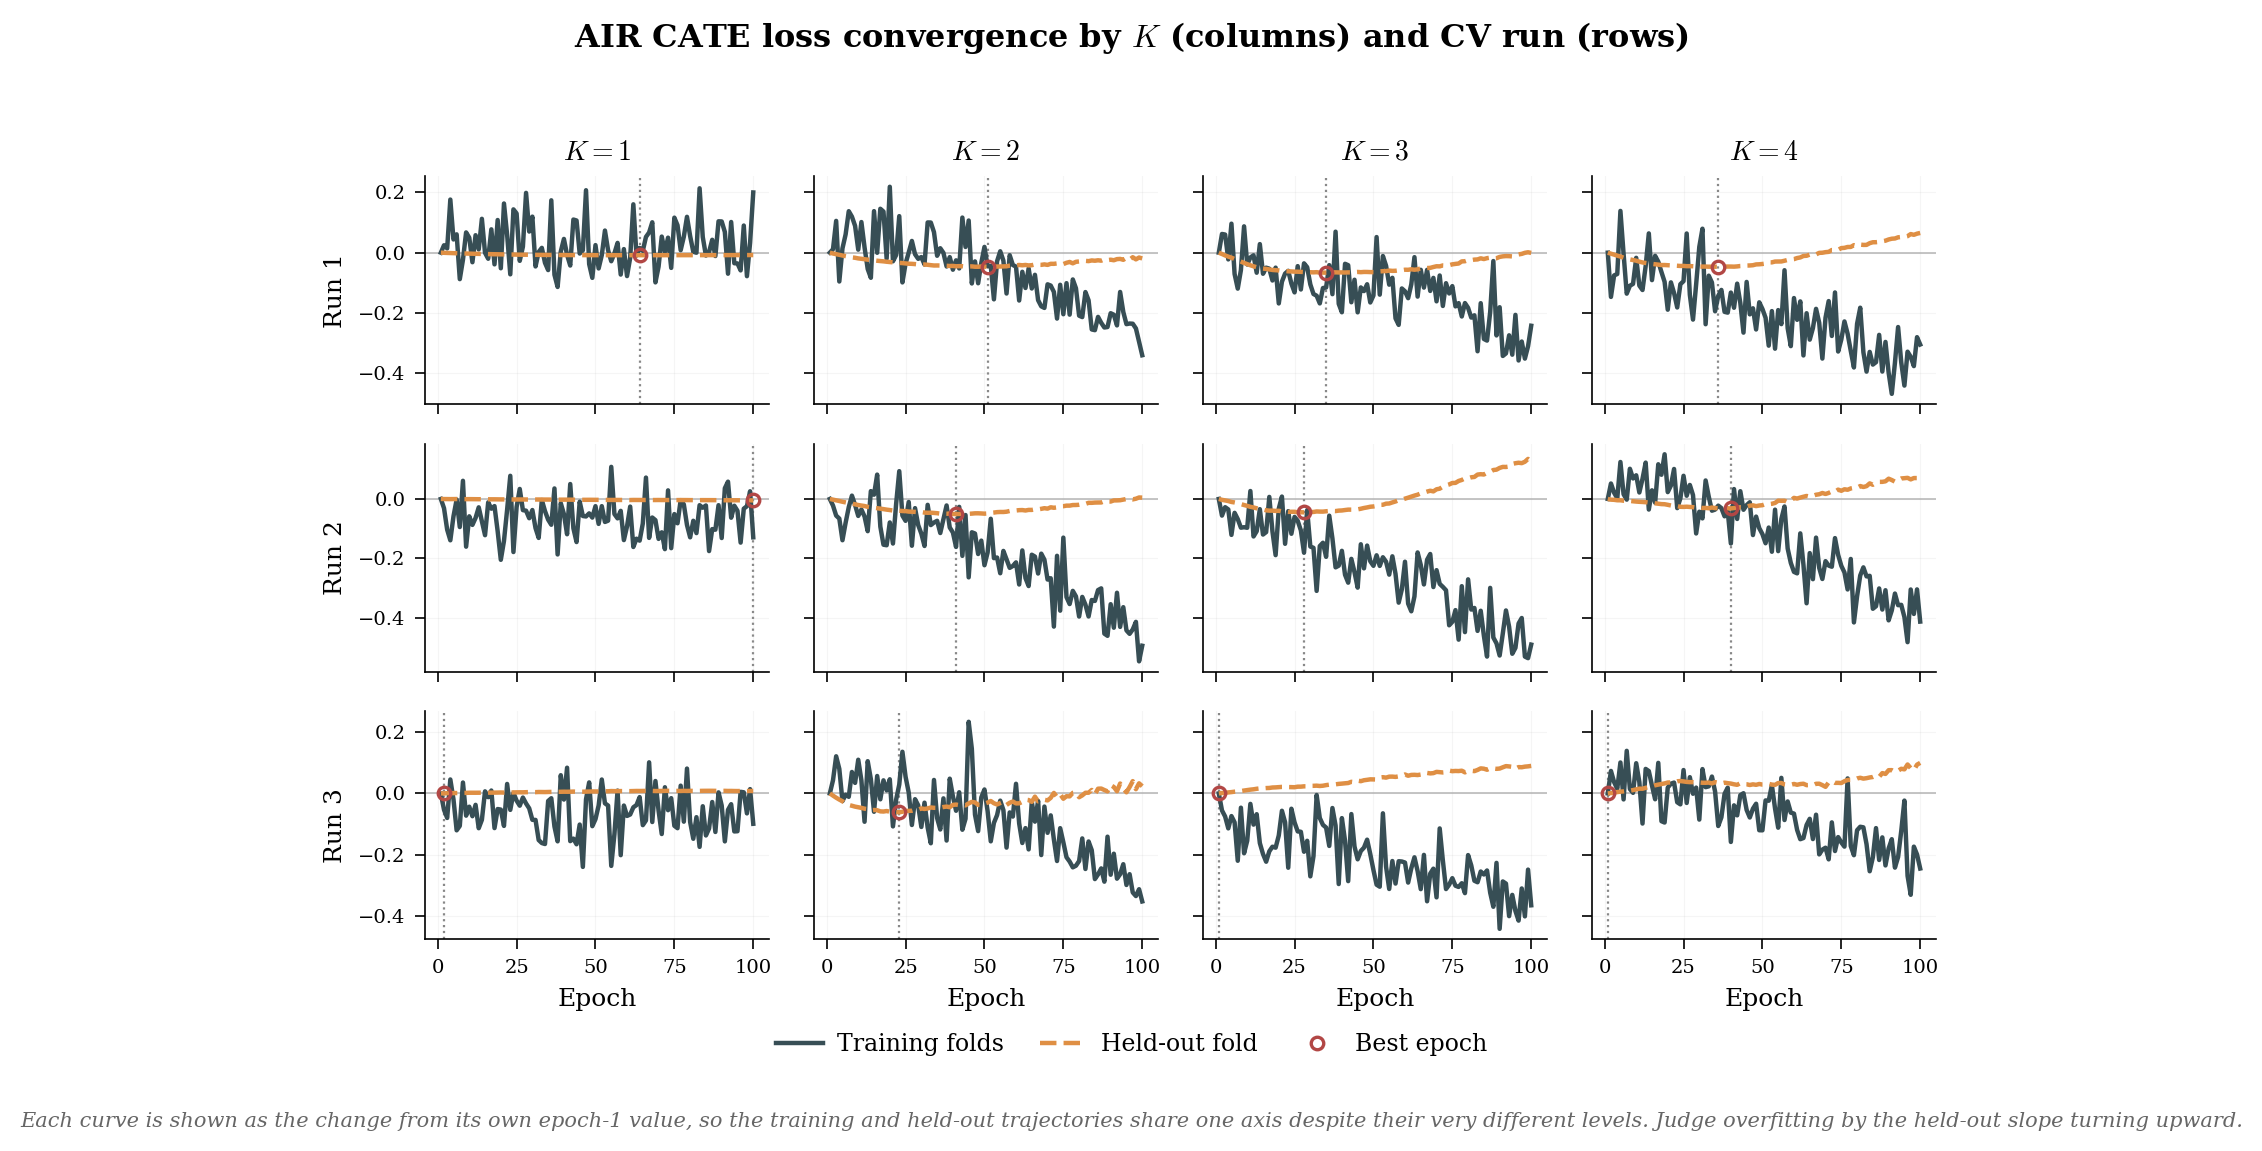 AIR CATE loss convergence by K (columns) and CV run (rows)
K = 1
K = 2
K = 3
K = 4
Run 1
0.2
0.0
−0.2
−0.4
Run 2
0.0
−0.2
−0.4
Run 3
0.2
0.0
−0.2
−0.4
0 25 50 75 100
0 25 50 75 100
0 25 50 75 100
0 25 50 75 100
Epoch
Epoch
Epoch
Epoch
Training folds
Held-out fold
Best epoch
Each curve is shown as the change from its own epoch-1 value, so the training and held-out trajectories share one axis despite their very different levels. Judge overfitting by the held-out slope turning upward.